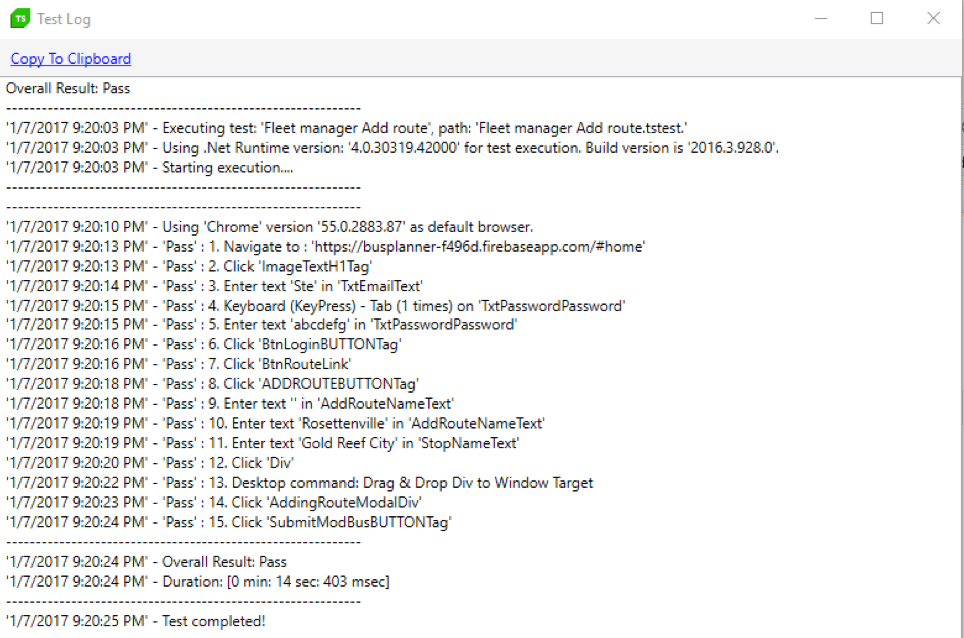 TS Test Log
Copy To Clipboard
Overall Result: Pass
------------------------------------------------------------
'1/7/2017 9:20:03 PM' - Executing test: 'Fleet manager Add route', path: 'Fleet manager Add route.tstest.'
'1/7/2017 9:20:03 PM' - Using .Net Runtime version: '4.0.30319.42000' for test execution. Build version is '2016.3.928.0'.
'1/7/2017 9:20:03 PM' - Starting execution....
------------------------------------------------------------
------------------------------------------------------------
'1/7/2017 9:20:10 PM' - Using 'Chrome' version '55.0.2883.87' as default browser.
'1/7/2017 9:20:13 PM' - 'Pass' : 1. Navigate to : 'https://busplanner-f496d.firebaseapp.com/#home'
'1/7/2017 9:20:13 PM' - 'Pass' : 2. Click 'ImageTextH1Tag'
'1/7/2017 9:20:14 PM' - 'Pass' : 3. Enter text 'Ste' in 'TxtEmailText'
'1/7/2017 9:20:15 PM' - 'Pass' : 4. Keyboard (KeyPress) - Tab (1 times) on 'TxtPasswordPassword'
'1/7/2017 9:20:15 PM' - 'Pass' : 5. Enter text 'abcdefg' in 'TxtPasswordPassword'
'1/7/2017 9:20:16 PM' - 'Pass' : 6. Click 'BtnLoginBUTTONTag'
'1/7/2017 9:20:16 PM' - 'Pass' : 7. Click 'BtnRouteLink'
'1/7/2017 9:20:18 PM' - 'Pass' : 8. Click 'ADDROUTEBUTTONTag'
'1/7/2017 9:20:18 PM' - 'Pass' : 9. Enter text '' in 'AddRouteNameText'
'1/7/2017 9:20:19 PM' - 'Pass' : 10. Enter text 'Rosettenville' in 'AddRouteNameText'
'1/7/2017 9:20:19 PM' - 'Pass' : 11. Enter text 'Gold Reef City' in 'StopNameText'
'1/7/2017 9:20:20 PM' - 'Pass' : 12. Click 'Div'
'1/7/2017 9:20:22 PM' - 'Pass' : 13. Desktop command: Drag & Drop Div to Window Target
'1/7/2017 9:20:23 PM' - 'Pass' : 14. Click 'AddingRouteModalDiv'
'1/7/2017 9:20:24 PM' - 'Pass' : 15. Click 'SubmitModBusBUTTONTag'
------------------------------------------------------------
'1/7/2017 9:20:24 PM' - Overall Result: Pass
'1/7/2017 9:20:24 PM' - Duration: [0 min: 14 sec: 403 msec]
------------------------------------------------------------
'1/7/2017 9:20:25 PM' - Test completed!